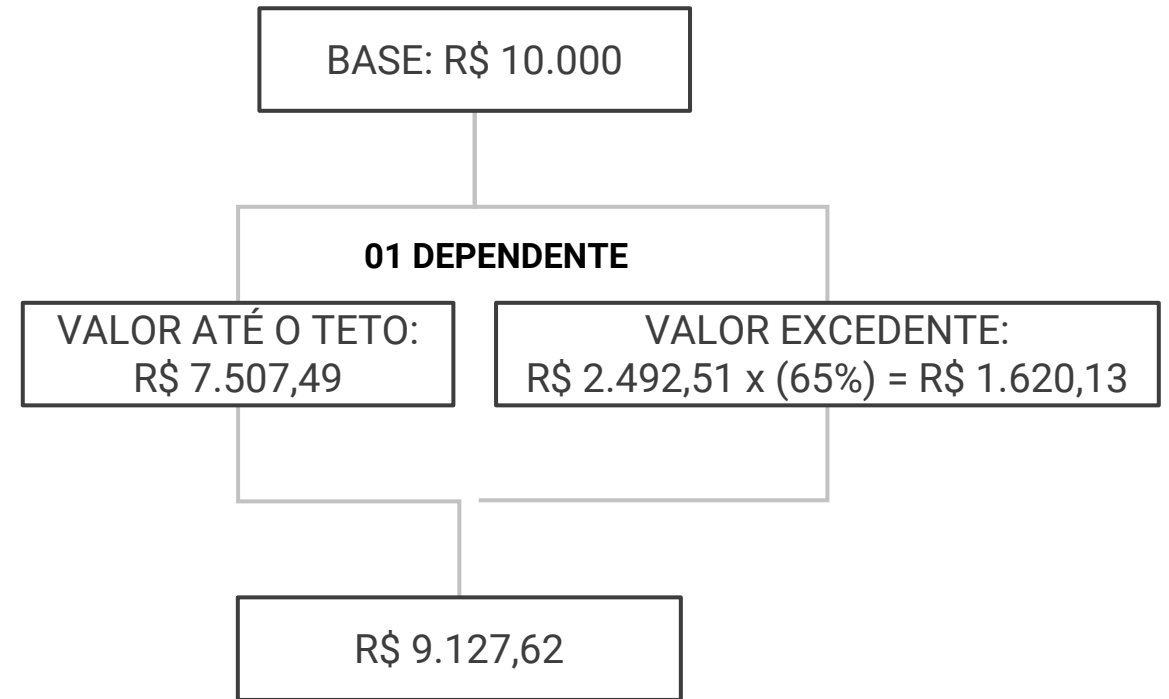 BASE: R$ 10.000
01 DEPENDENTE
VALOR ATÉ O TETO:
R$ 7.507,49
VALOR EXCEDENTE:
R$ 2.492,51 x (65%) = R$ 1.620,13
R$ 9.127,62